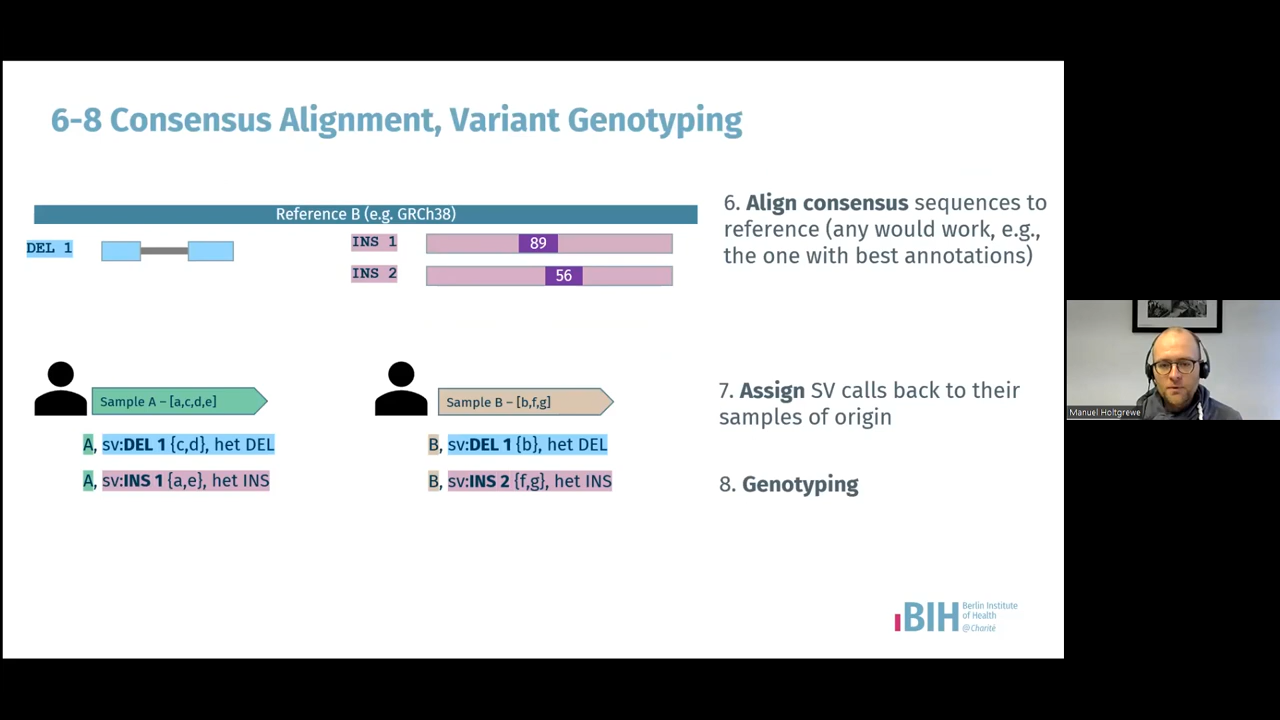 6-8 Consensus Alignment, Variant Genotyping
Reference B (e.g. GRCh38)
DEL 1
INS 1
89
INS 2
56
6. Align consensus sequences to
reference (any would work, e.g.,
the one with best annotations)
Sample A – [a,c,d,e]
A, sv:DEL 1 {c,d}, het DEL
A, sv:INS 1 {a,e}, het INS
Sample B – [b,f,g]
B, sv:DEL 1 {b}, het DEL
B, sv:INS 2 {f,g}, het INS
7. Assign SV calls back to their
samples of origin
8. Genotyping
BIH
Berlin Institute
of Health
@Charité
Manuel Holtgrewe